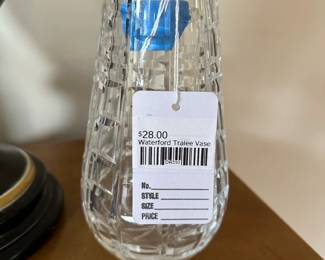 $28.00
Waterford Tralee Vase
No.
STYLE
SIZE
PRICE